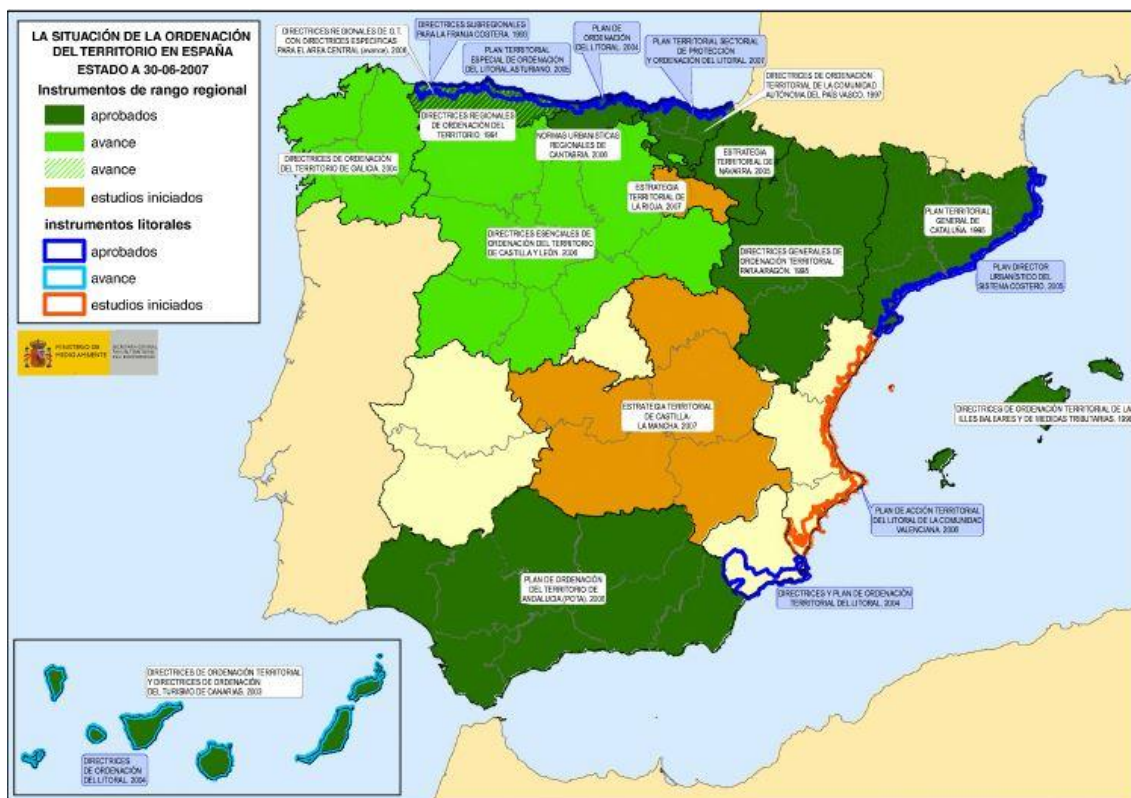 LA SITUACIÓN DE LA ORDENACIÓN
DEL TERRITORIO EN ESPAÑA
ESTADO A 30-06-2007
Instrumentos de rango regional
aprobados
avance
avance
estudios iniciados
instrumentos litorales
aprobados
avance
estudios iniciados
MINISTERIO DE
MEDIO AMBIENTE
DIRECTRICES REGIONALES DE O.T.
CON DIRECTRICES ESPECIFICAS
PARA EL AREA CENTRAL (avance). 2006
DIRECTRICES SUBREGIONALES
PARA LA FRANJA COSTERA. 1993
PLAN TERRITORIAL
ESPECIAL DE ORDENACIÓN
DEL LITORAL ASTURIANO. 2005
PLAN DE
ORDENACIÓN
DEL LITORAL. 2004
PLAN TERRITORIAL SECTORIAL
DE PROTECCIÓN
Y ORDENACIÓN DEL LITORAL. 2007
DIRECTRICES DE ORDENACIÓN
TERRITORIAL DE LA COMUNIDAD
AUTÓNOMA DEL PAÍS VASCO. 1997
DIRECTRICES REGIONALES
DE ORDENACIÓN DEL
TERRITORIO. 1991
NORMAS URBANISTICAS
REGIONALES DE
CANTABRIA. 2006
DIRECTRICES DE ORDENACIÓN
DEL TERRITORIO DE GALICIA. 2004
ESTRATEGIA
TERRITORIAL DE
NAVARRA. 2005
ESTRATEGIA
TERRITORIAL DE
LA RIOJA. 2007
PLAN TERRITORIAL
GENERAL DE
CATALUÑA. 1995
DIRECTRICES ESENCIALES DE
ORDENACIÓN DEL TERRITORIO
DE CASTILLA Y LEÓN. 2006
DIRECTRICES GENERALES DE
ORDENACIÓN TERRITORIAL
PARA ARAGÓN. 1998
PLAN DIRECTOR
URBANÍSTICO DEL
SISTEMA COSTERO. 2005
ESTRATEGIA TERRITORIAL
DE CASTILLA-
LA MANCHA. 2007
DIRECTRICES DE ORDENACIÓN TERRITORIAL DE LA
ILLES BALEARES Y DE MEDIDAS TRIBUTARIAS.
PLAN DE ACCIÓN TERRITORIAL
DEL LITORAL DE LA COMUNIDAD
VALENCIANA. 2006
PLAN DE ORDENACIÓN
DEL TERRITORIO DE
ANDALUCIA (POTA). 2006
DIRECTRICES Y PLAN DE ORDENACIÓN
TERRITORIAL DEL LITORAL. 2004
DIRECTRICES DE ORDENACIÓN TERRITORIAL
Y DIRECTRICES DE ORDENACIÓN
DEL TURISMO DE CANARIAS. 2003
DIRECTRICES
DE ORDENACIÓN
DEL LITORAL. 2004